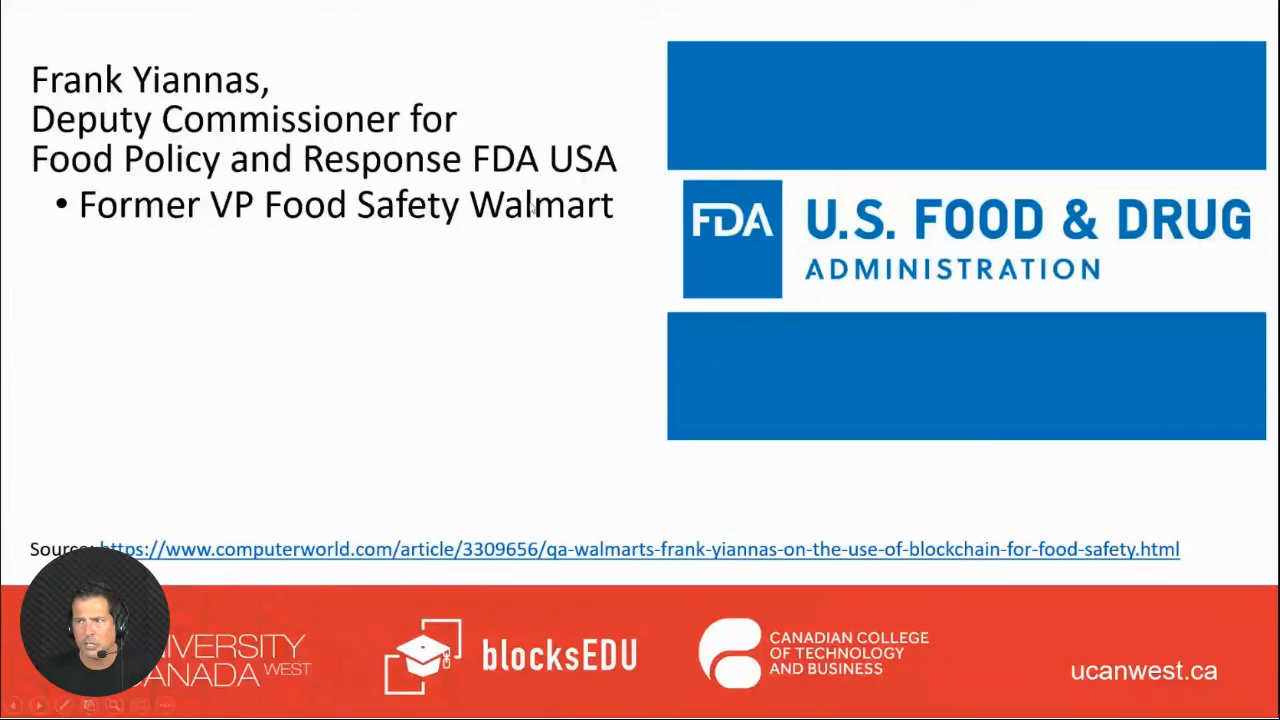 Frank Yiannas,
Deputy Commissioner for
Food Policy and Response FDA USA
• Former VP Food Safety Walmart
FDA
U.S. FOOD & DRUG
ADMINISTRATION
Source: https://www.computerworld.com/article/3309656/qa-walmarts-frank-yiannas-on-the-use-of-blockchain-for-food-safety.html
WEST
blocksEDU
CANADIAN COLLEGE
OF TECHNOLOGY
AND BUSINESS
ucanwest.ca